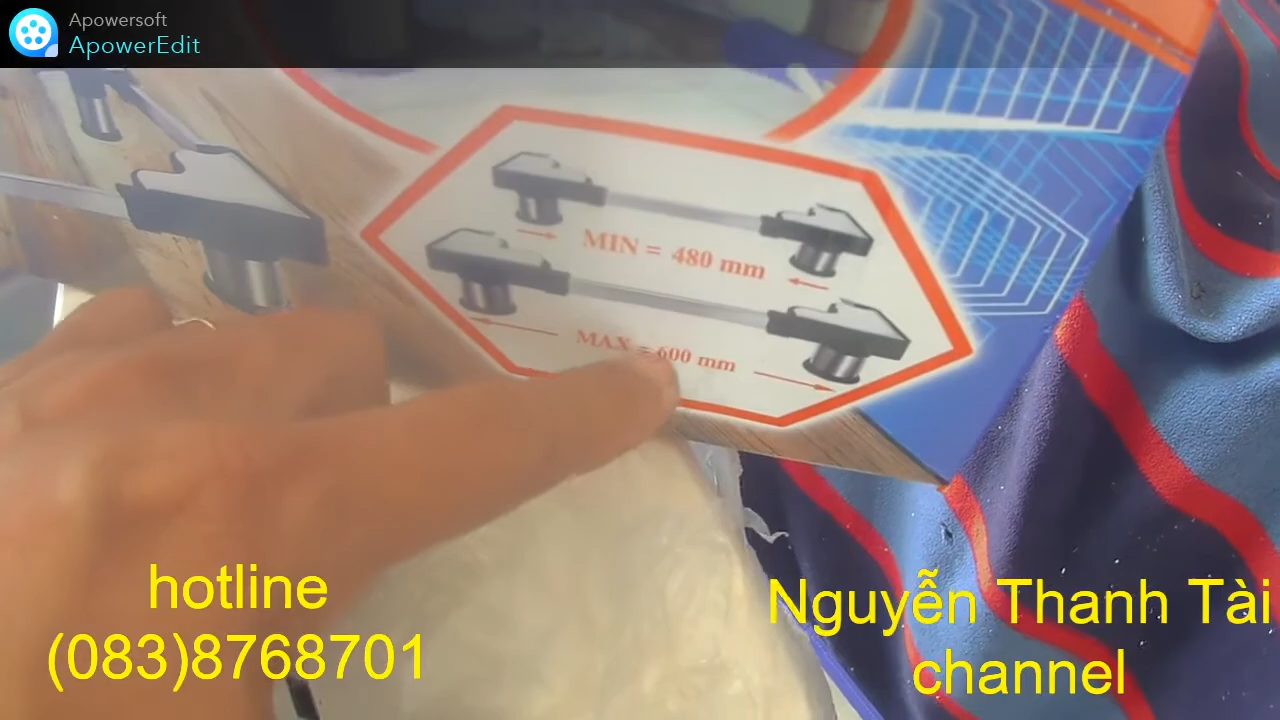 Apowersoft
ApowerEdit
MIN = 480 mm
MAX = 600 mm
hotline
(083)8768701
Nguyễn Thanh Tài
channel